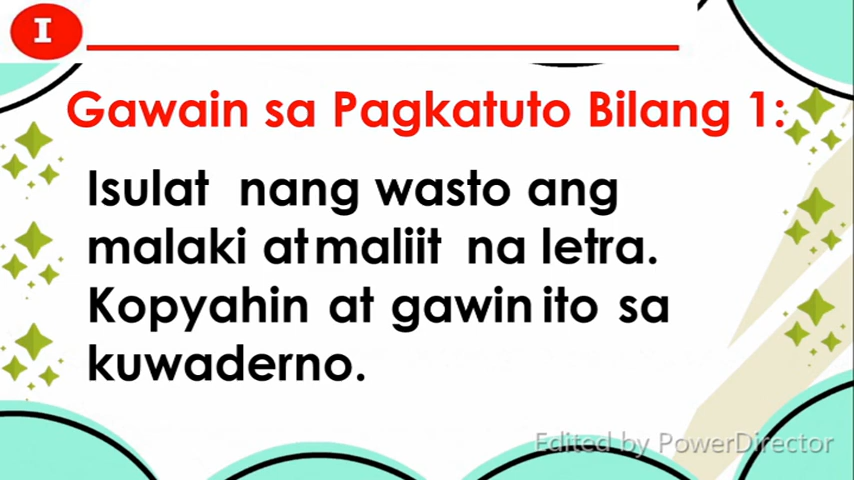 I
Gawain sa Pagkatuto Bilang 1:
Isulat nang wasto ang
malaki at maliit na letra.
Kopyahin at gawin ito sa
kuwaderno.
Edited by PowerDirector